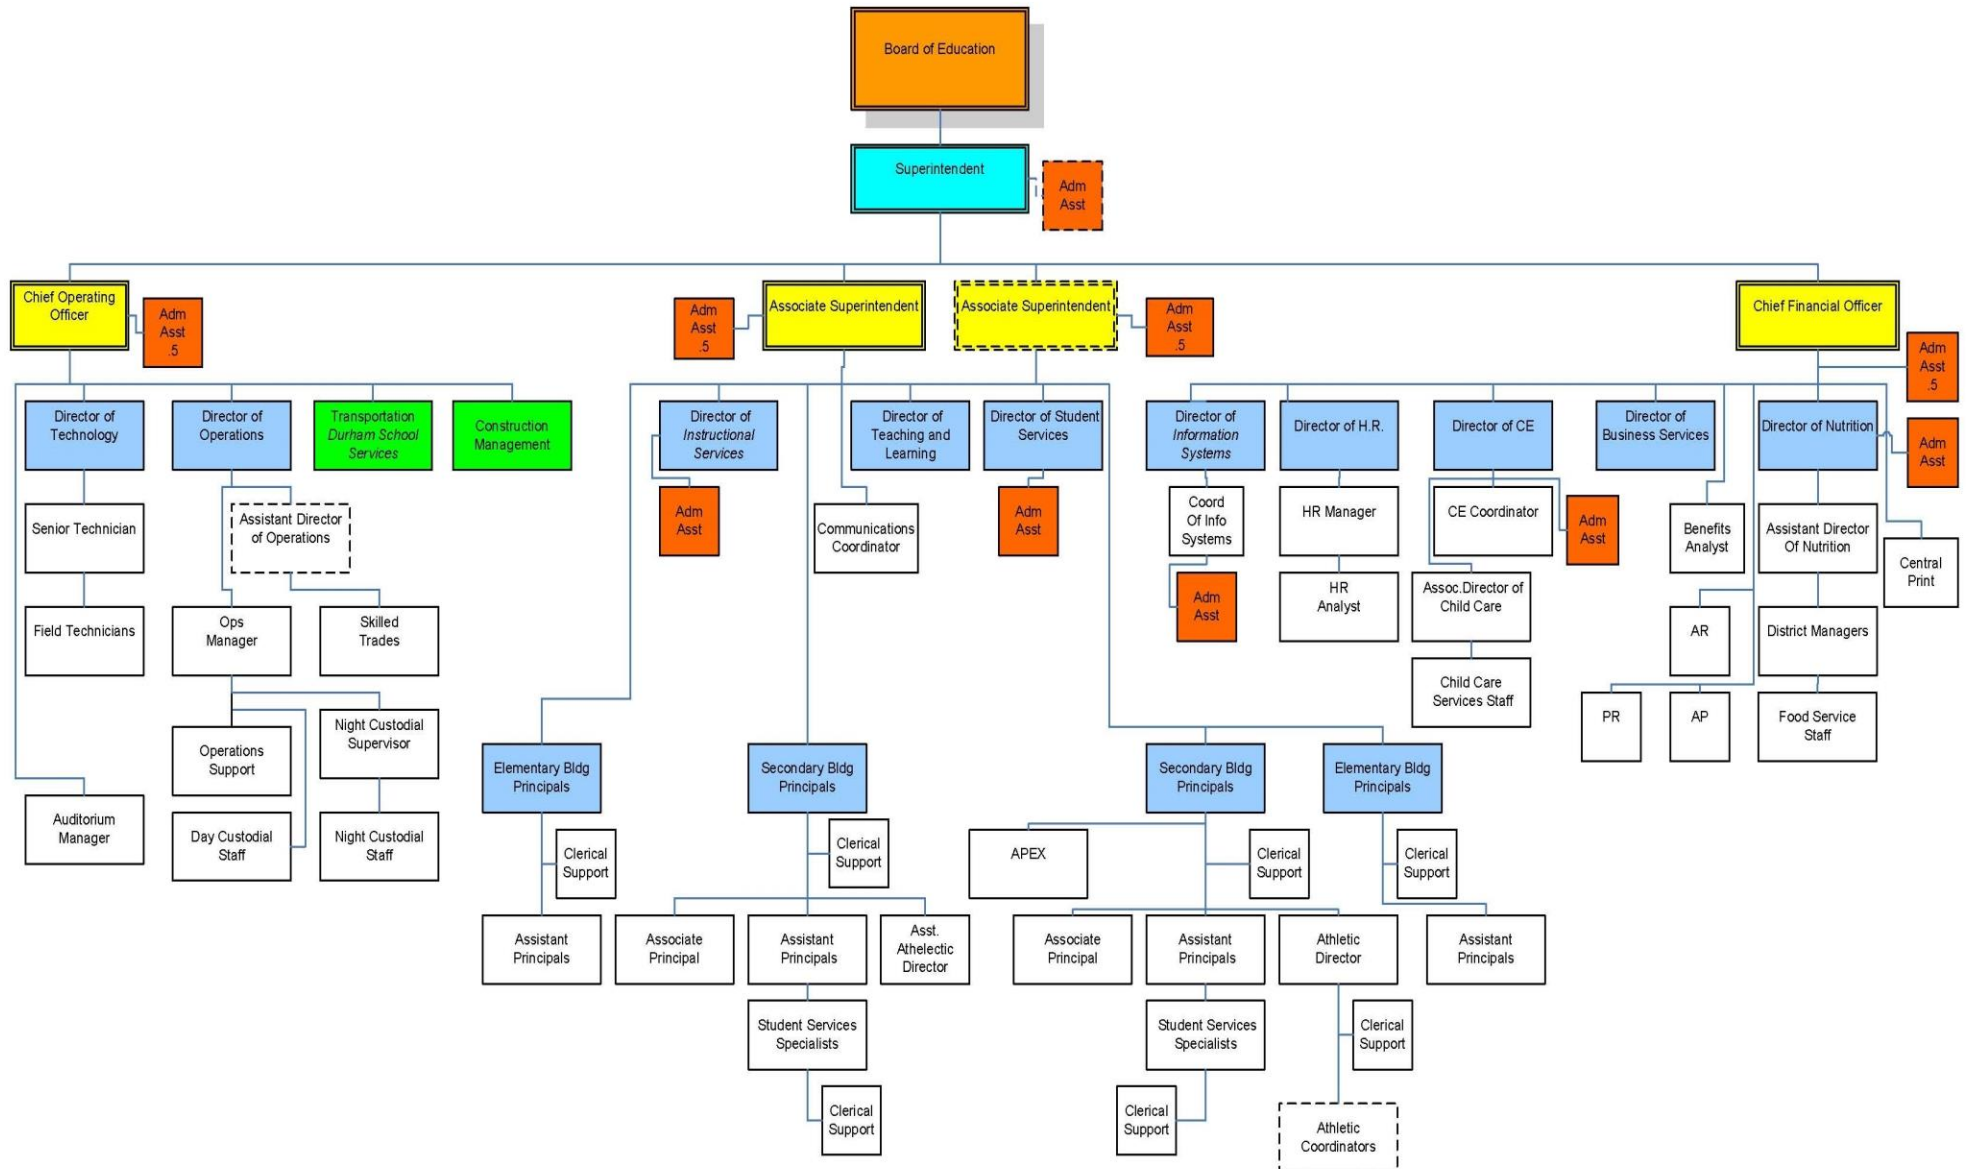 Board of Education
Superintendent
Adm
Asst
Chief Operating
Officer
Adm
Asst
.5
Adm
Asst
.5
Associate Superintendent
Associate Superintendent
Adm
Asst
.5
Chief Financial Officer
Adm
Asst
.5
Director of
Technology
Director of
Operations
Transportation
Durham School
Services
Construction
Management
Director of
Instructional
Services
Director of
Teaching and
Learning
Director of Student
Services
Director of
Information
Systems
Director of H.R.
Director of CE
Director of
Business Services
Director of Nutrition
Adm
Asst
Senior Technician
Assistant Director
of Operations
Adm
Asst
Communications
Coordinator
Adm
Asst
Coord
Of Info
Systems
HR Manager
CE Coordinator
Adm
Asst
Benefits
Analyst
Assistant Director
Of Nutrition
Central
Print
Field Technicians
Ops
Manager
Skilled
Trades
Adm
Asst
HR
Analyst
Assoc.Director of
Child Care
AR
District Managers
Child Care
Services Staff
PR
AP
Food Service
Staff
Operations
Support
Night Custodial
Supervisor
Elementary Bldg
Principals
Secondary Bldg
Principals
Secondary Bldg
Principals
Elementary Bldg
Principals
Auditorium
Manager
Day Custodial
Staff
Night Custodial
Staff
Clerical
Support
Clerical
Support
APEX
Clerical
Support
Clerical
Support
Assistant
Principals
Associate
Principal
Assistant
Principals
Asst.
Athelectic
Director
Associate
Principal
Assistant
Principals
Athletic
Director
Assistant
Principals
Student Services
Specialists
Student Services
Specialists
Clerical
Support
Clerical
Support
Clerical
Support
Athletic
Coordinators